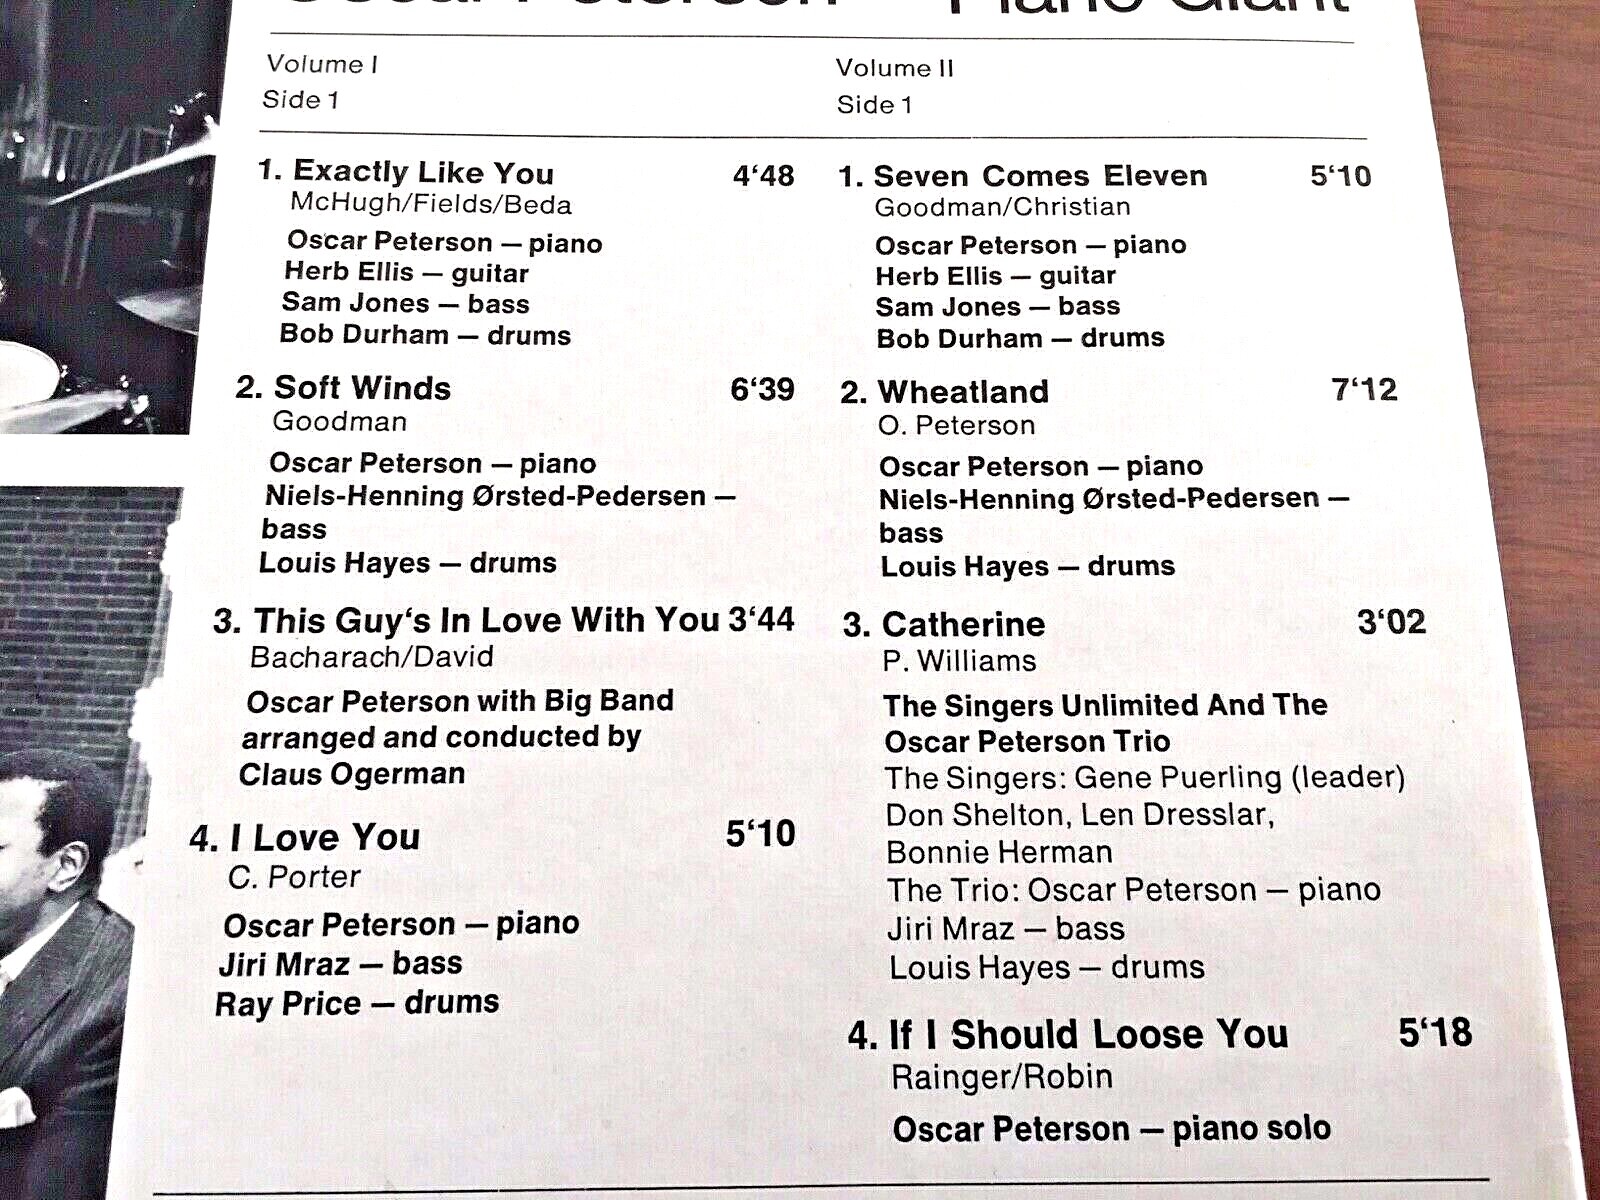 Oscar Peterson — Piano Giant
Volume I
Side 1
1. Exactly Like You 4‘48
McHugh/Fields/Beda
Oscar Peterson — piano
Herb Ellis — guitar
Sam Jones — bass
Bob Durham — drums
2. Soft Winds 6‘39
Goodman
Oscar Peterson — piano
Niels-Henning Ørsted-Pedersen —
bass
Louis Hayes — drums
3. This Guy‘s In Love With You 3‘44
Bacharach/David
Oscar Peterson with Big Band
arranged and conducted by
Claus Ogerman
4. I Love You 5‘10
C. Porter
Oscar Peterson — piano
Jiri Mraz — bass
Ray Price — drums
Volume II
Side 1
1. Seven Comes Eleven 5‘10
Goodman/Christian
Oscar Peterson — piano
Herb Ellis — guitar
Sam Jones — bass
Bob Durham — drums
2. Wheatland 7‘12
O. Peterson
Oscar Peterson — piano
Niels-Henning Ørsted-Pedersen —
bass
Louis Hayes — drums
3. Catherine 3‘02
P. Williams
The Singers Unlimited And The
Oscar Peterson Trio
The Singers: Gene Puerling (leader)
Don Shelton, Len Dresslar,
Bonnie Herman
The Trio: Oscar Peterson — piano
Jiri Mraz — bass
Louis Hayes — drums
4. If I Should Loose You 5‘18
Rainger/Robin
Oscar Peterson — piano solo